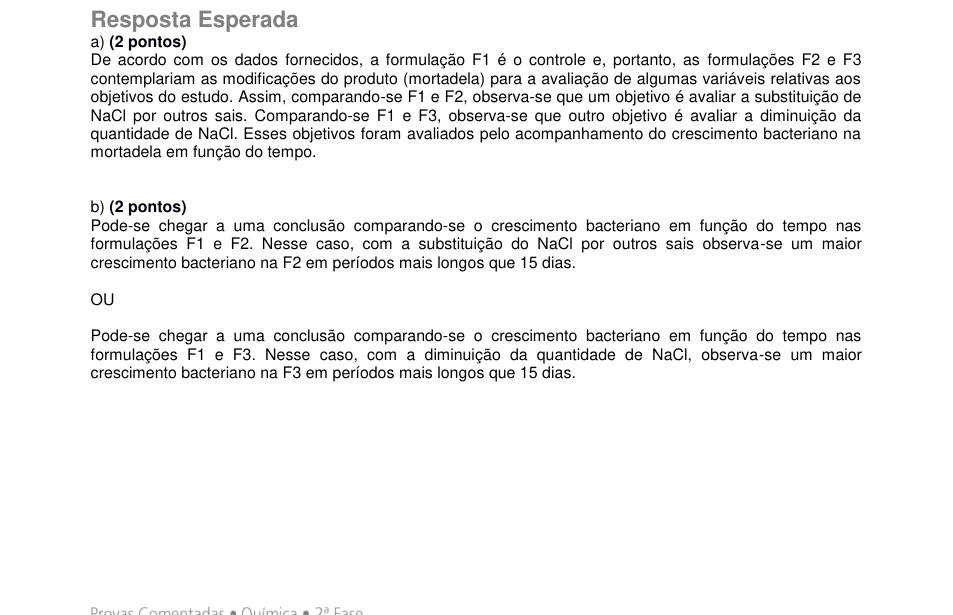 Resposta Esperada
a) (2 pontos)
De acordo com os dados fornecidos, a formulação F1 é o controle e, portanto, as formulações F2 e F3
contemplariam as modificações do produto (mortadela) para a avaliação de algumas variáveis relativas aos
objetivos do estudo. Assim, comparando-se F1 e F2, observa-se que um objetivo é avaliar a substituição de
NaCl por outros sais. Comparando-se F1 e F3, observa-se que outro objetivo é avaliar a diminuição da
quantidade de NaCl. Esses objetivos foram avaliados pelo acompanhamento do crescimento bacteriano na
mortadela em função do tempo.
b) (2 pontos)
Pode-se chegar a uma conclusão comparando-se o crescimento bacteriano em função do tempo nas
formulações F1 e F2. Nesse caso, com a substituição do NaCl por outros sais observa-se um maior
crescimento bacteriano na F2 em períodos mais longos que 15 dias.
OU
Pode-se chegar a uma conclusão comparando-se o crescimento bacteriano em função do tempo nas
formulações F1 e F3. Nesse caso, com a diminuição da quantidade de NaCl, observa-se um maior
crescimento bacteriano na F3 em períodos mais longos que 15 dias.
Provas Comentadas • Química • 2ª Fase